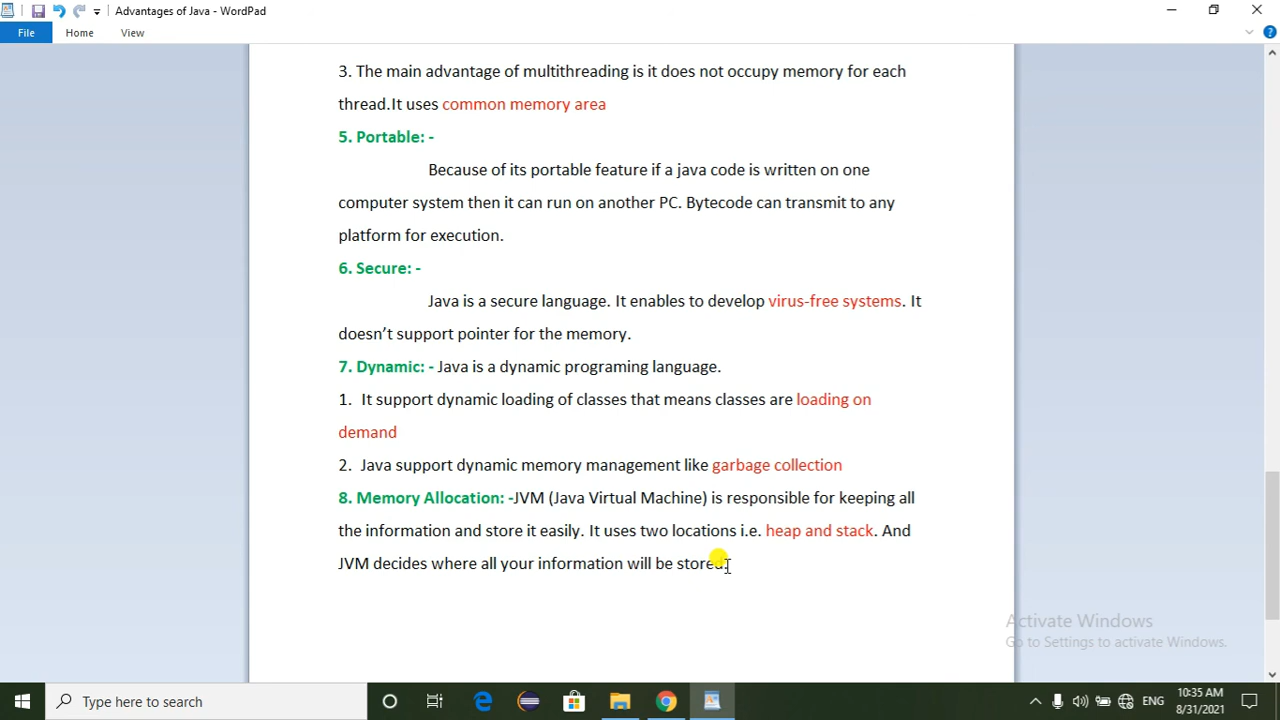 Advantages of Java - WordPad
File Home View
3. The main advantage of multithreading is it does not occupy memory for each
thread.It uses common memory area
5. Portable: -
Because of its portable feature if a java code is written on one
computer system then it can run on another PC. Bytecode can transmit to any
platform for execution.
6. Secure: -
Java is a secure language. It enables to develop virus-free systems. It
doesn’t support pointer for the memory.
7. Dynamic: - Java is a dynamic programing language.
1. It support dynamic loading of classes that means classes are loading on
demand
2. Java support dynamic memory management like garbage collection
8. Memory Allocation: -JVM (Java Virtual Machine) is responsible for keeping all
the information and store it easily. It uses two locations i.e. heap and stack. And
JVM decides where all your information will be stored.
Activate Windows
Go to Settings to activate Windows.
Type here to search
ENG
10:35 AM
8/31/2021